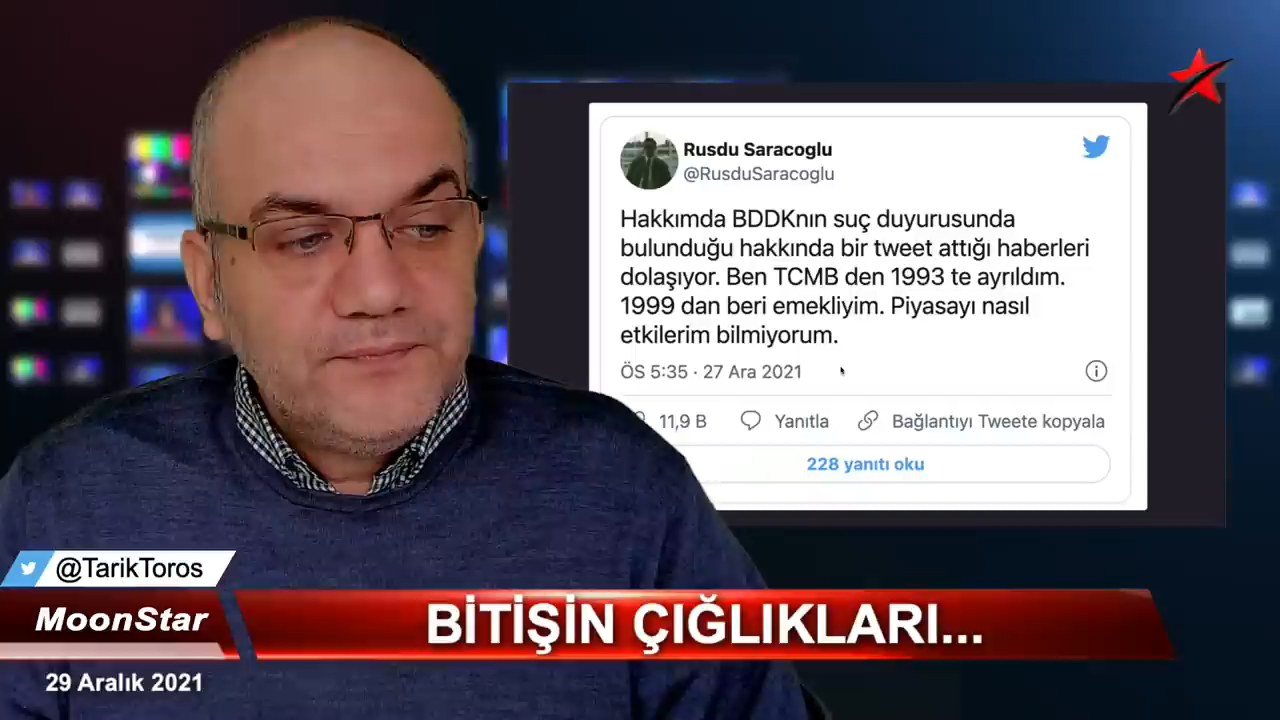 Rusdu Saracoglu
@RusduSaracoglu
Hakkımda BDDKnın suç duyurusunda
bulunduğu hakkında bir tweet attığı haberleri
dolaşıyor. Ben TCMB den 1993 te ayrıldım.
1999 dan beri emekliyim. Piyasayı nasıl
etkilerim bilmiyorum.
ÖS 5:35 · 27 Ara 2021
11,9 B Yanıtla Bağlantıyı Tweete kopyala
228 yanıtı oku
@TarikToros
MoonStar
BİTİŞİN ÇIĞLIKLARI...
29 Aralık 2021